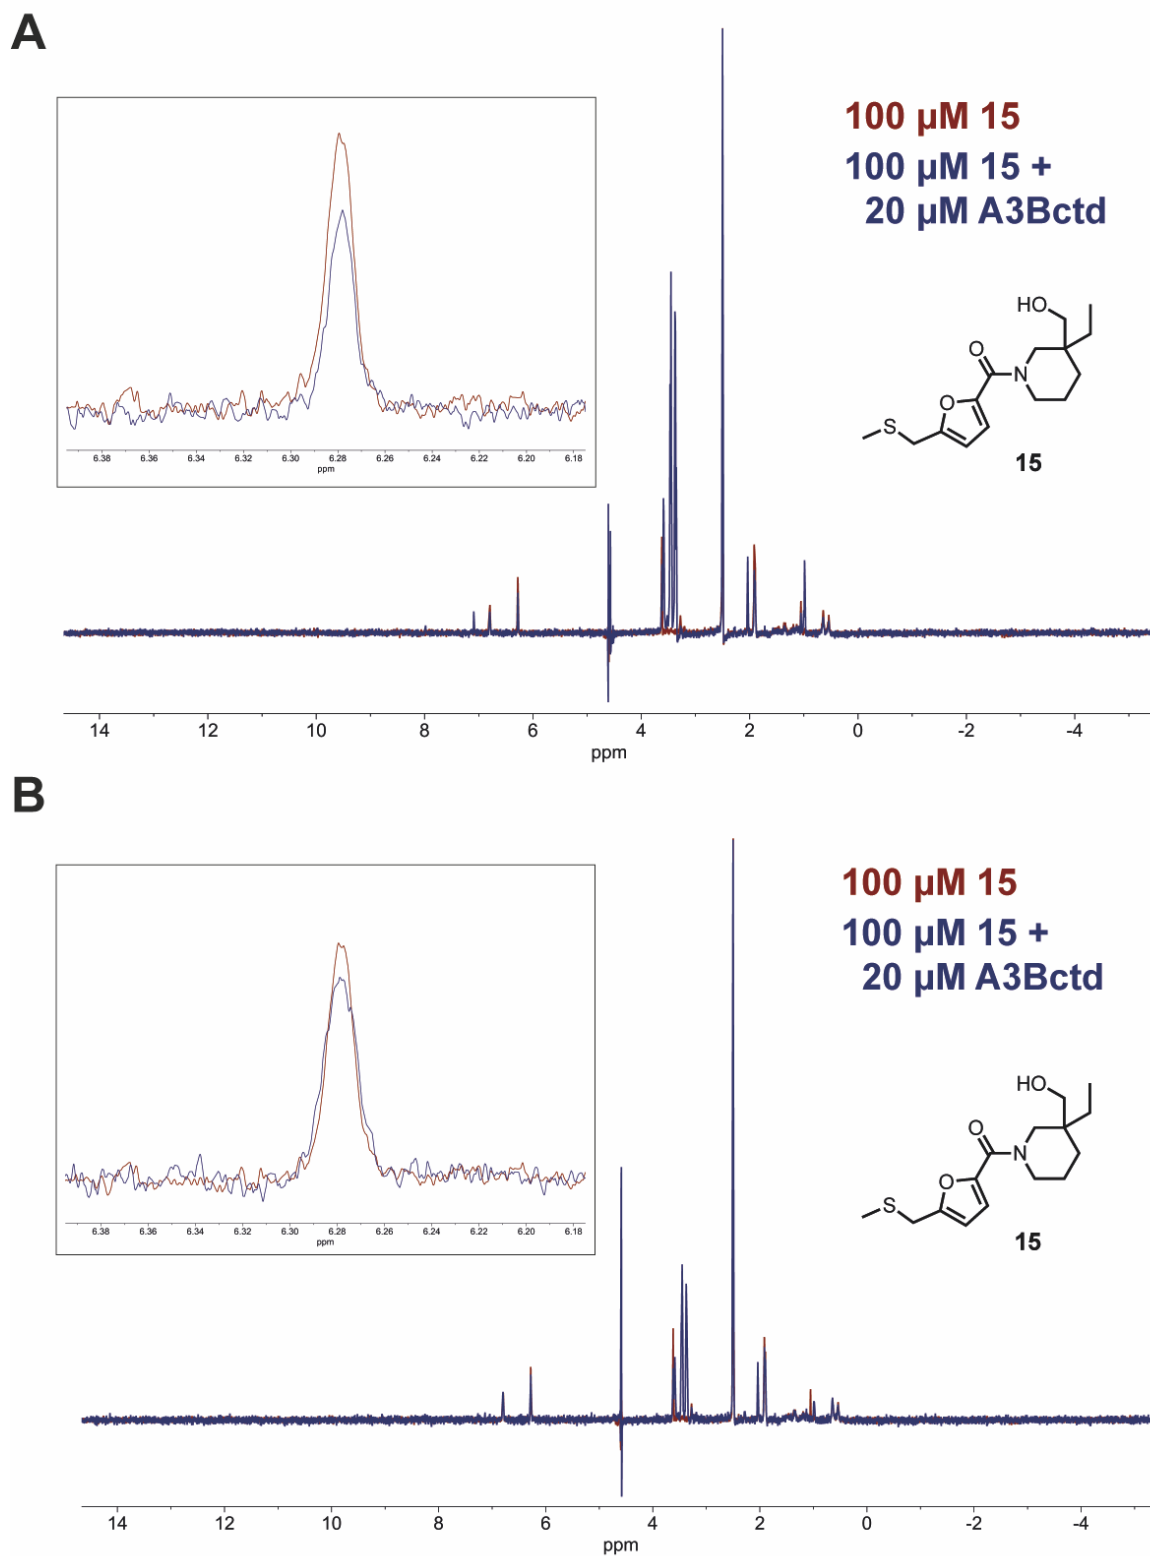 A
100 µM 15
100 µM 15 +
20 µM A3Bctd
HO
O
N
O
S
15
6.38 6.36 6.34 6.32 6.30 6.28 6.26 6.24 6.22 6.20 6.18
ppm
14 12 10 8 6 4 2 0 -2 -4
ppm
B
100 µM 15
100 µM 15 +
20 µM A3Bctd
HO
O
N
O
S
15
6.38 6.36 6.34 6.32 6.30 6.28 6.26 6.24 6.22 6.20 6.18
ppm
14 12 10 8 6 4 2 0 -2 -4
ppm